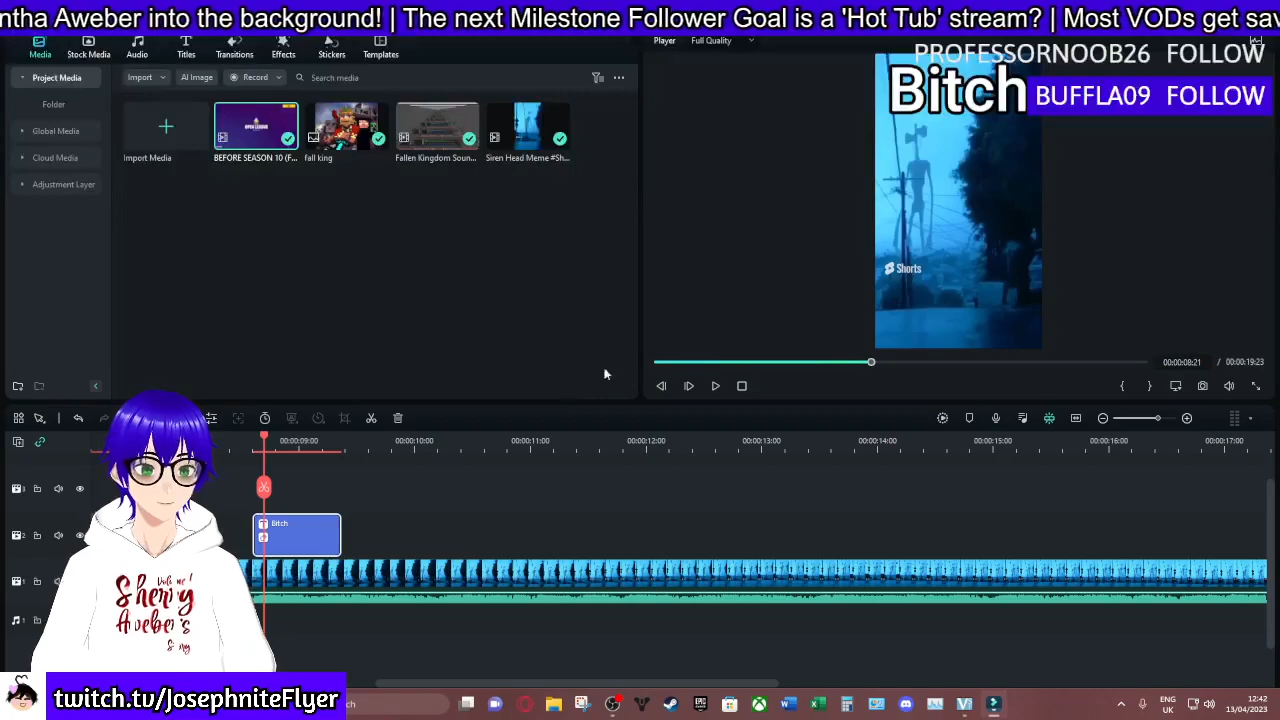 ntha Aweber into the background! | The next Milestone Follower Goal is a 'Hot Tub' stream? | Most VODs get sav
PROFESSORNOOB26 FOLLOW
BUFFLA09 FOLLOW
Media Stock Media Audio Titles Transitions Effects Stickers Templates
Player Full Quality
Project Media
Folder
Global Media
Cloud Media
Adjustment Layer
Import AI Image Record Search media
Import Media BEFORE SEASON 10 (F... fall king Fallen Kingdom Soun... Siren Head Meme #Sh...
Bitch
Shorts
00:00:08:21 / 00:00:19:23
00:00:09:00 00:00:10:00 00:00:11:00 00:00:12:00 00:00:13:00 00:00:14:00 00:00:15:00 00:00:16:00 00:00:17:00
3
2
Bitch
1
1
Sherry
Aweber's
twitch.tv/JosephniteFlyer
ch
ENG
UK
12:42
13/04/2023